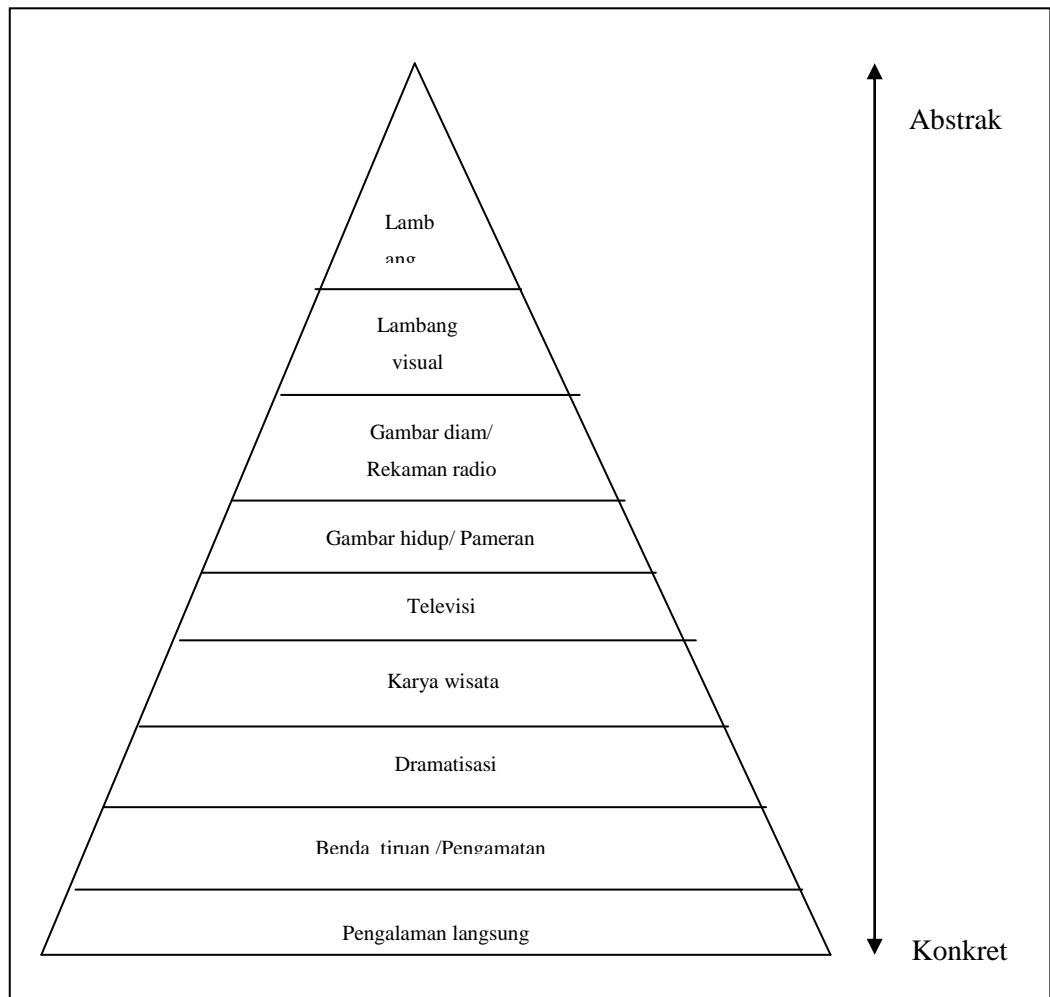 Abstrak
Lamb
ang
Lambang
visual
Gambar diam/
Rekaman radio
Gambar hidup/ Pameran
Televisi
Karya wisata
Dramatisasi
Benda tiruan /Pengamatan
Pengalaman langsung
Konkret